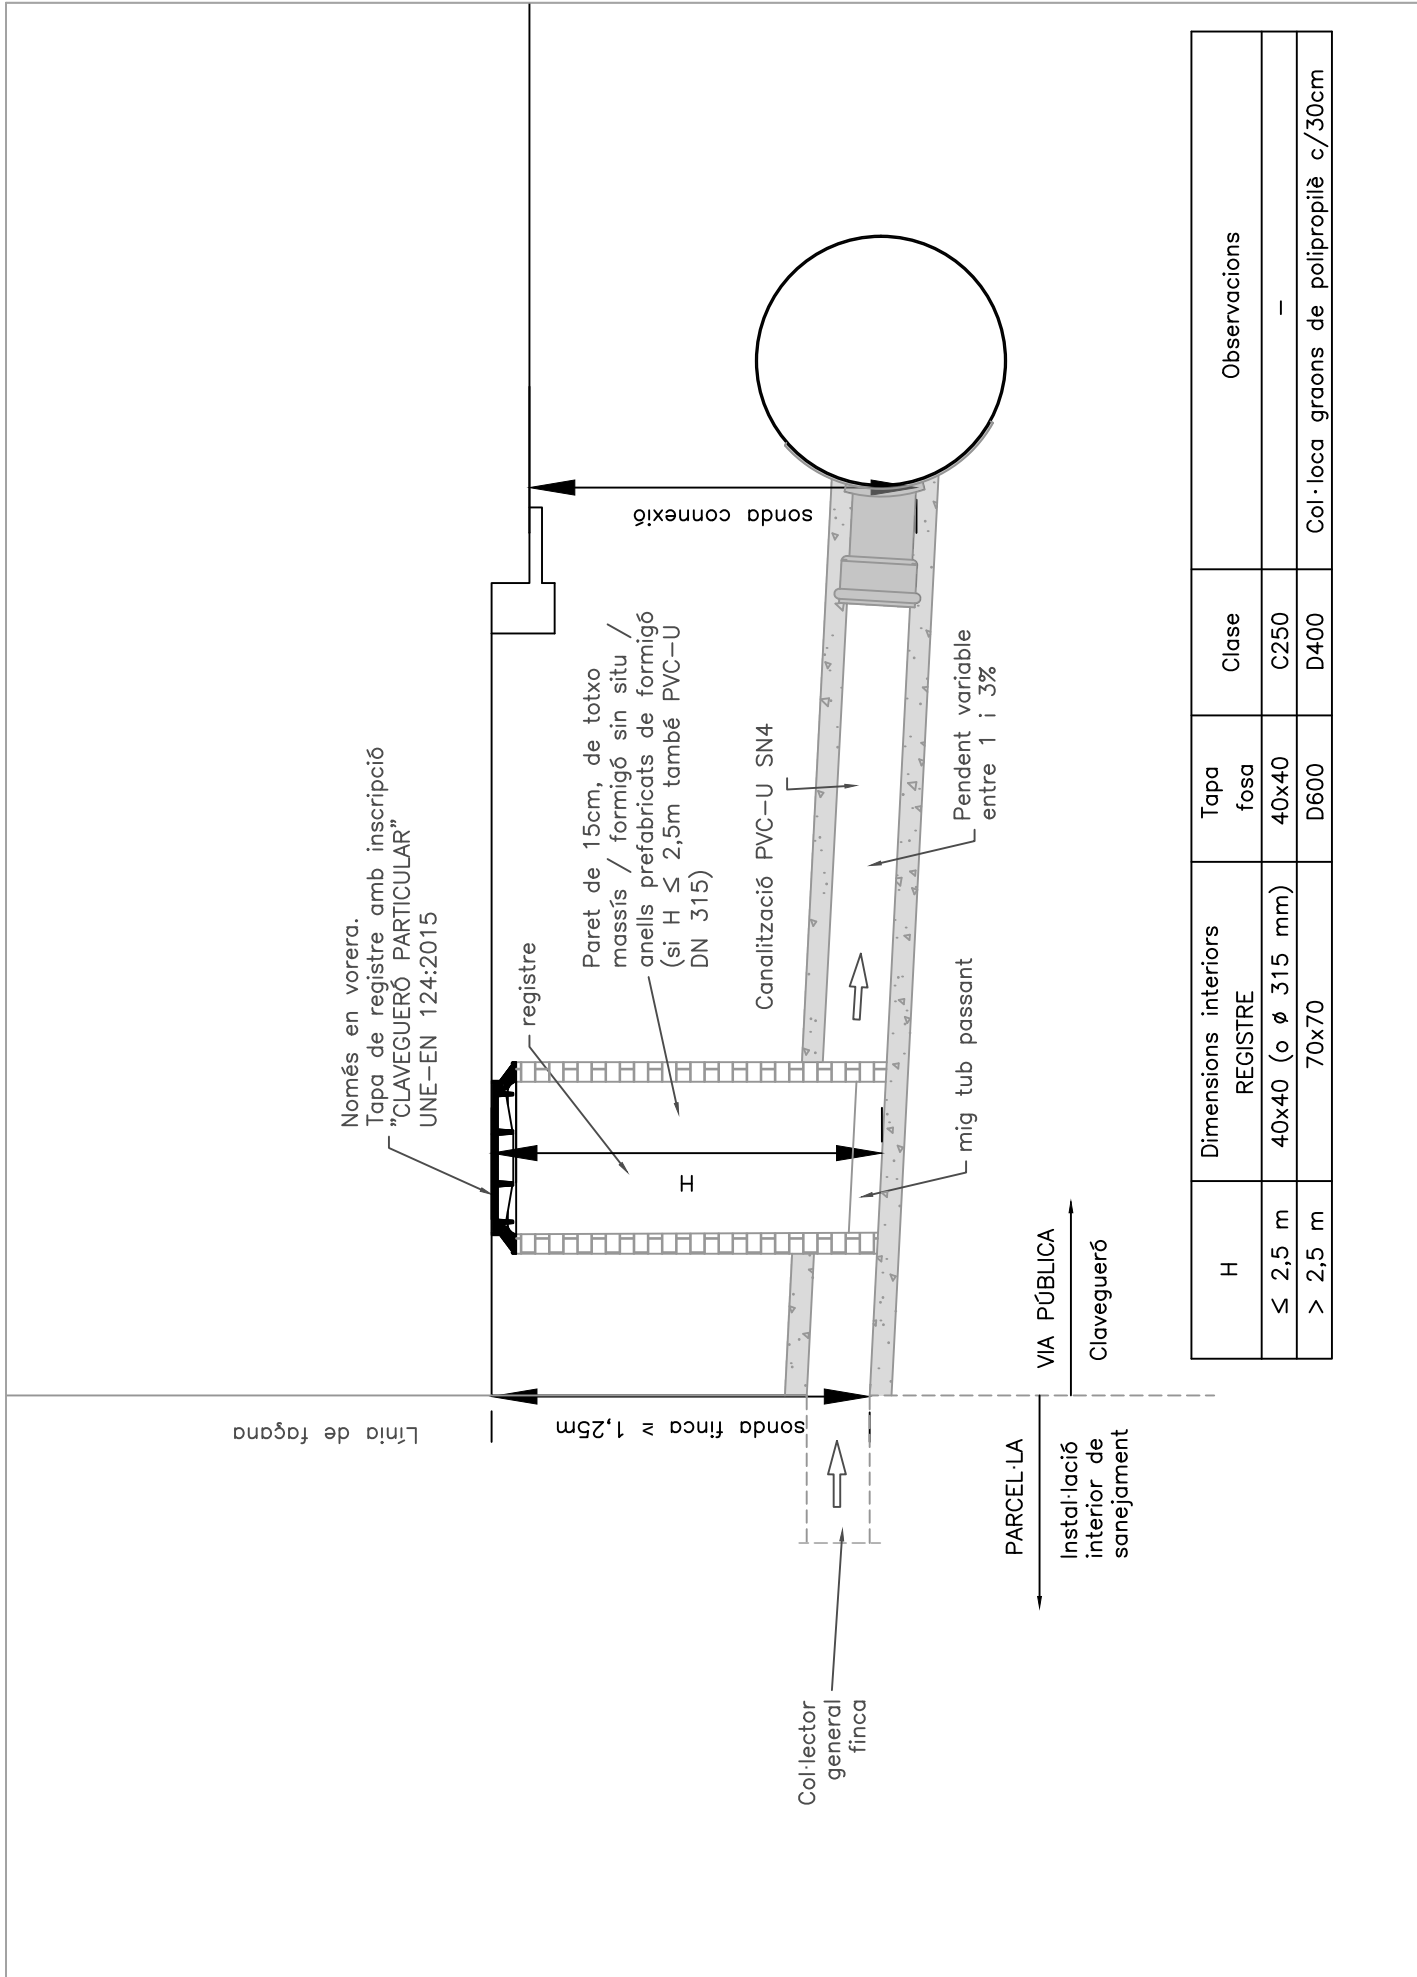 Només en vorera.
Tapa de registre amb inscripció
"CLAVEGUERÓ PARTICULAR"
UNE-EN 124:2015
registre
Paret de 15cm, de totxo
massís / formigó sin situ /
anells prefabricats de formigó
(si H ≤ 2,5m també PVC-U
DN 315)
Canalització PVC-U SN4
Pendent variable
entre 1 i 3%
mig tub passant
sonda connexió
H
Línia de façana
sonda finca ≥ 1,25m
Col·lector
general
finca
PARCEL·LA
Instal·lació
interior de
sanejament
VIA PÚBLICA
Clavegueró
H
Dimensions interiors
REGISTRE
Tapa
fosa
Clase
Observacions
≤ 2,5 m
40x40 (o ø 315 mm)
40x40
C250
-
> 2,5 m
70x70
D600
D400
Col·loca graons de polipropilè c/30cm